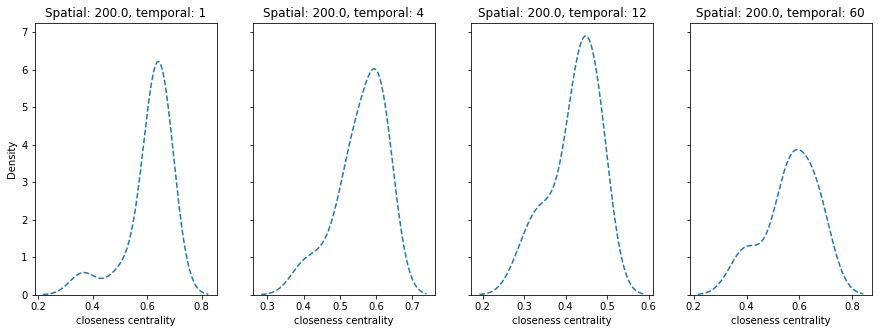 Spatial: 200.0, temporal: 1
Spatial: 200.0, temporal: 4
Spatial: 200.0, temporal: 12
Spatial: 200.0, temporal: 60
7
6
5
4
3
2
1
0
Density
0.2 0.4 0.6 0.8
closeness centrality
0.3 0.4 0.5 0.6 0.7
closeness centrality
0.2 0.3 0.4 0.5 0.6
closeness centrality
0.2 0.4 0.6 0.8
closeness centrality